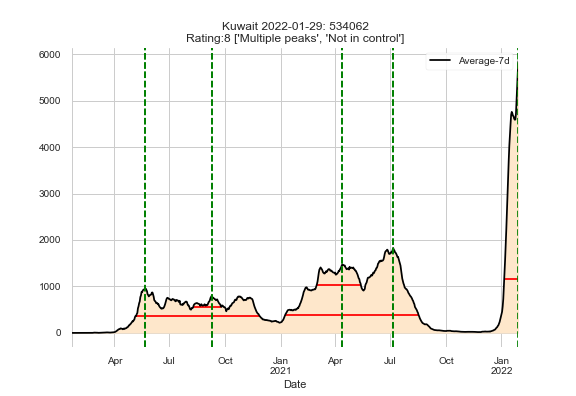 Kuwait 2022-01-29: 534062
Rating:8 ['Multiple peaks', 'Not in control']
Average-7d
6000
5000
4000
3000
2000
1000
0
Apr Jul Oct Jan Apr Jul Oct Jan
2021 2022
Date